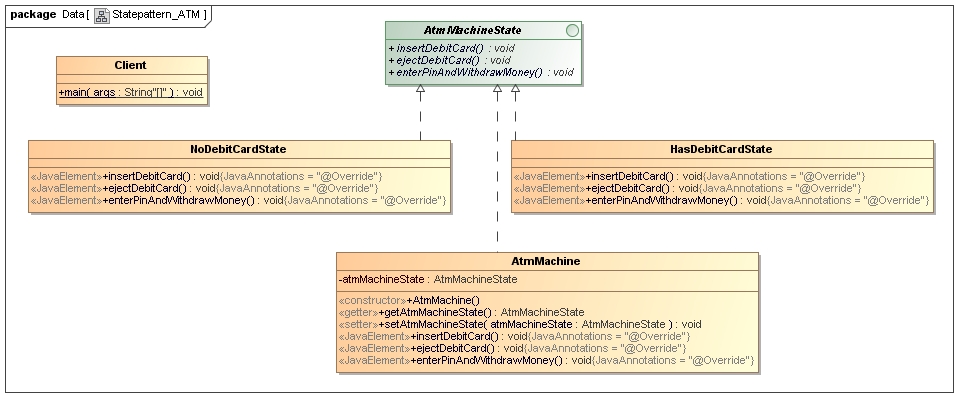 package Data [ Statepattern_ATM ]
AtmMachineState
+ insertDebitCard() : void
+ ejectDebitCard() : void
+ enterPinAndWithdrawMoney() : void
Client
+main( args : String"[]" ) : void
NoDebitCardState
«JavaElement»+insertDebitCard() : void{JavaAnnotations = "@Override"}
«JavaElement»+ejectDebitCard() : void{JavaAnnotations = "@Override"}
«JavaElement»+enterPinAndWithdrawMoney() : void{JavaAnnotations = "@Override"}
HasDebitCardState
«JavaElement»+insertDebitCard() : void{JavaAnnotations = "@Override"}
«JavaElement»+ejectDebitCard() : void{JavaAnnotations = "@Override"}
«JavaElement»+enterPinAndWithdrawMoney() : void{JavaAnnotations = "@Override"}
AtmMachine
-atmMachineState : AtmMachineState
«constructor»+AtmMachine()
«getter»+getAtmMachineState() : AtmMachineState
«setter»+setAtmMachineState( atmMachineState : AtmMachineState ) : void
«JavaElement»+insertDebitCard() : void{JavaAnnotations = "@Override"}
«JavaElement»+ejectDebitCard() : void{JavaAnnotations = "@Override"}
«JavaElement»+enterPinAndWithdrawMoney() : void{JavaAnnotations = "@Override"}